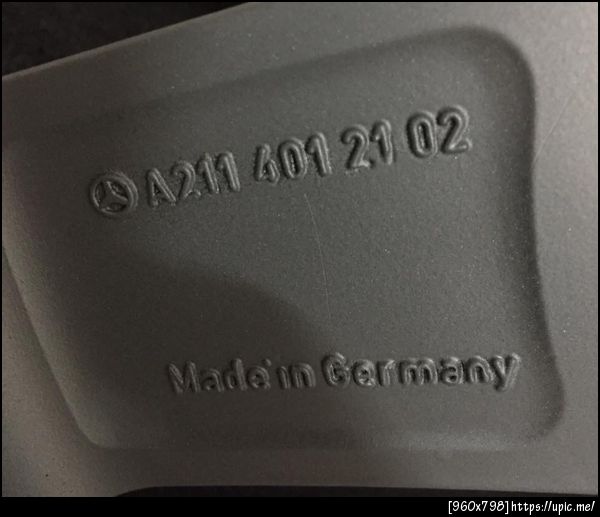 A211 401 21 02
Made in Germany
[960x798]https://upic.me/